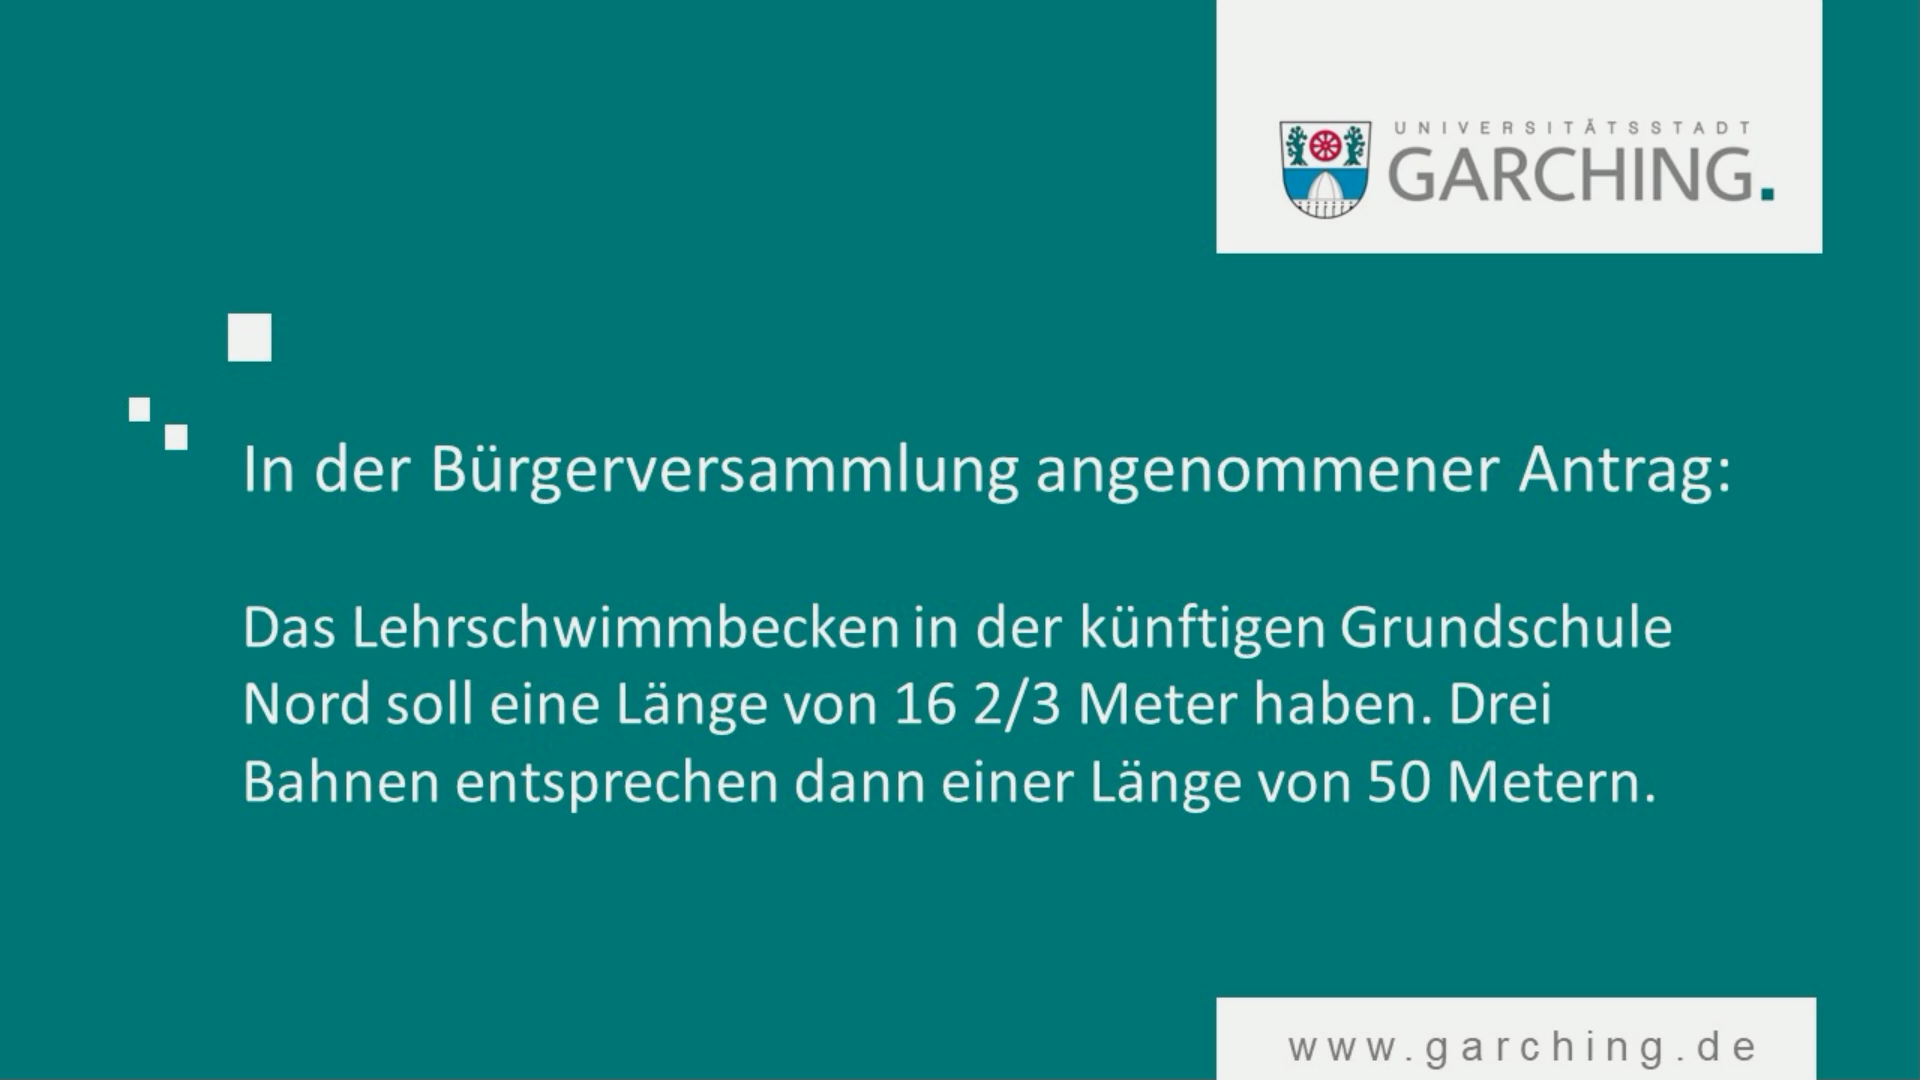 UNIVERSITÄTSSTADT
GARCHING.
In der Bürgerversammlung angenommener Antrag:
Das Lehrschwimmbecken in der künftigen Grundschule
Nord soll eine Länge von 16 2/3 Meter haben. Drei
Bahnen entsprechen dann einer Länge von 50 Metern.
www.garching.de